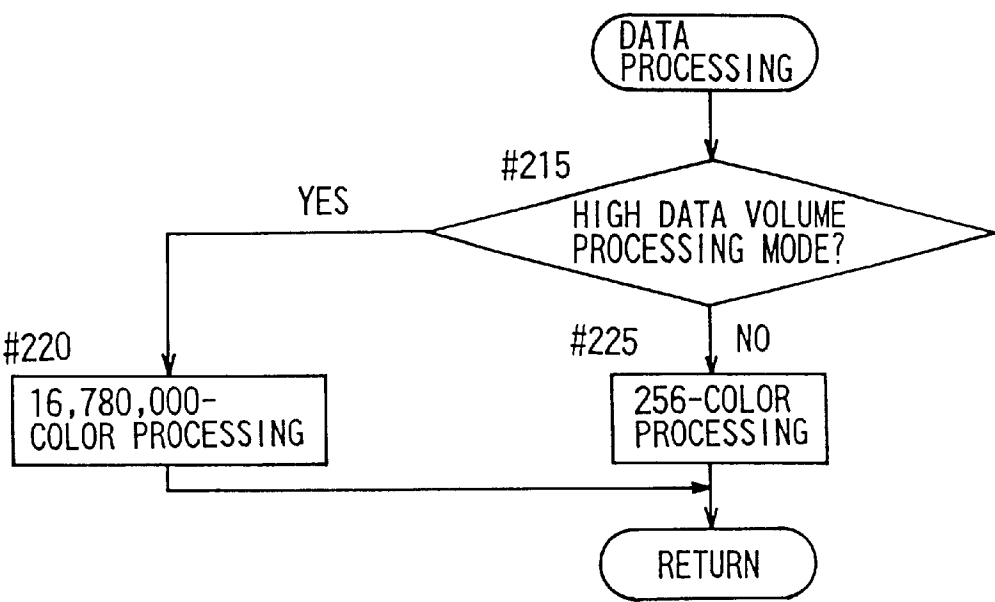 DATA
PROCESSING
#215
YES
HIGH DATA VOLUME
PROCESSING MODE?
#220
#225
NO
16,780,000-
COLOR PROCESSING
256-COLOR
PROCESSING
RETURN